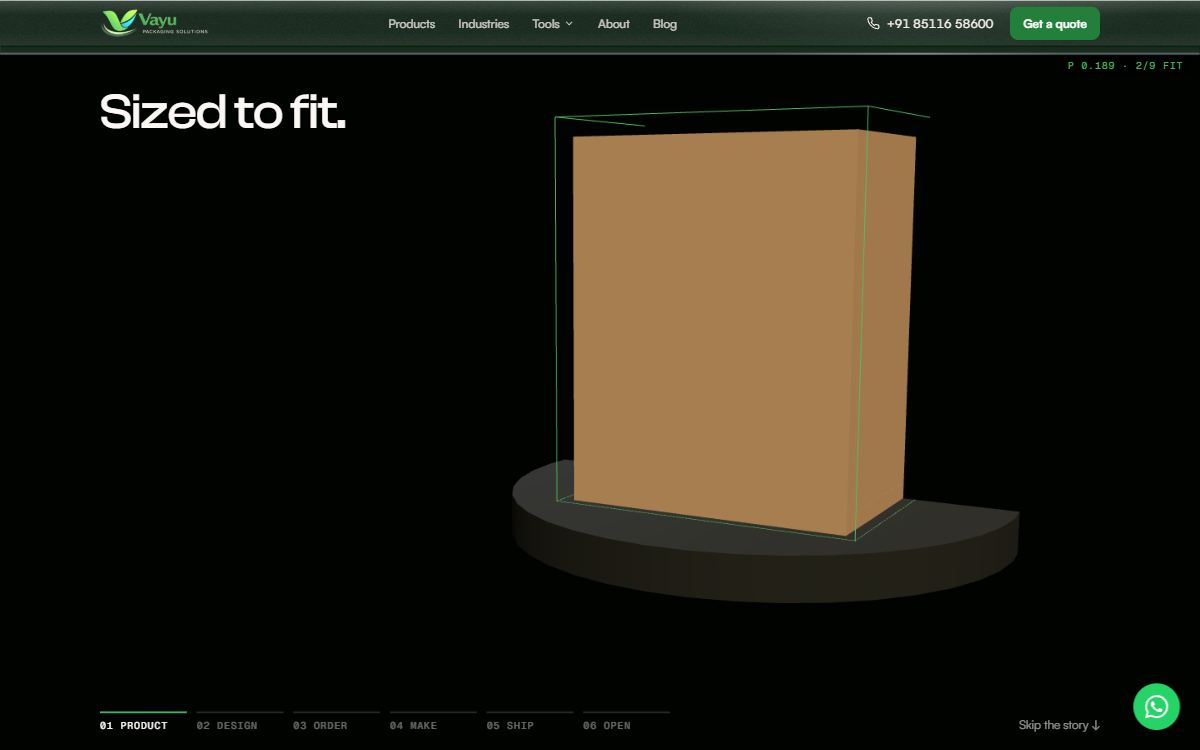 Vayu
PACKAGING SOLUTIONS
Products
Industries
Tools
About
Blog
+91 85116 58600
Get a quote
P 0.189 · 2/9 FIT
Sized to fit.
01 PRODUCT
02 DESIGN
03 ORDER
04 MAKE
05 SHIP
06 OPEN
Skip the story ↓